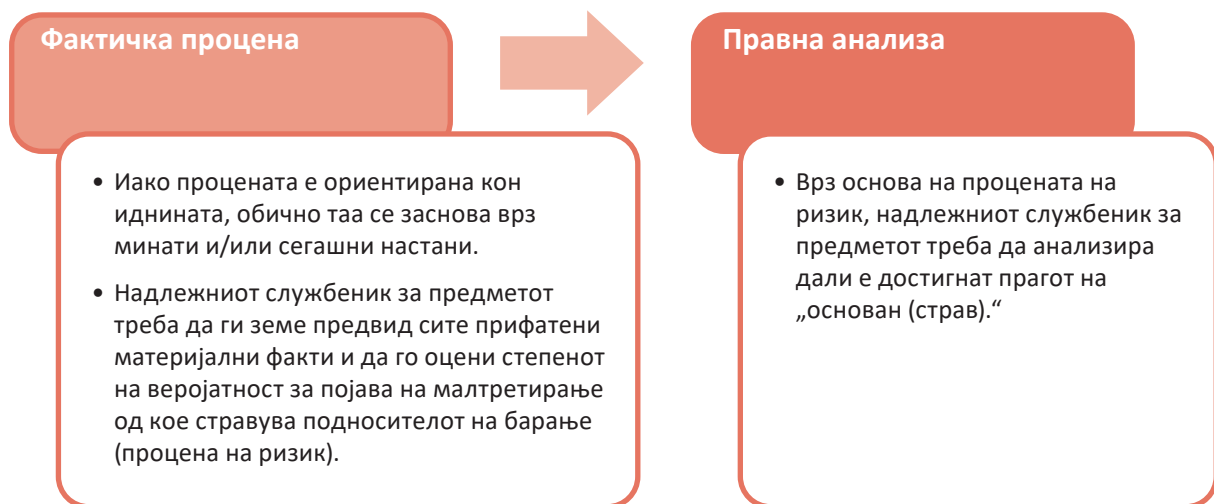 Фактичка процена
• Иако процената е ориентирана кон
иднината, обично таа се заснова врз
минати и/или сегашни настани.
• Надлежниот службеник за предметот
треба да ги земе предвид сите прифатени
материјални факти и да го оцени степенот
на веројатност за појава на малтретирање
од кое стравува подносителот на барање
(процена на ризик).
Правна анализа
• Врз основа на процената на
ризик, надлежниот службеник за
предметот треба да анализира
дали е достигнат прагот на
„основан (страв).“